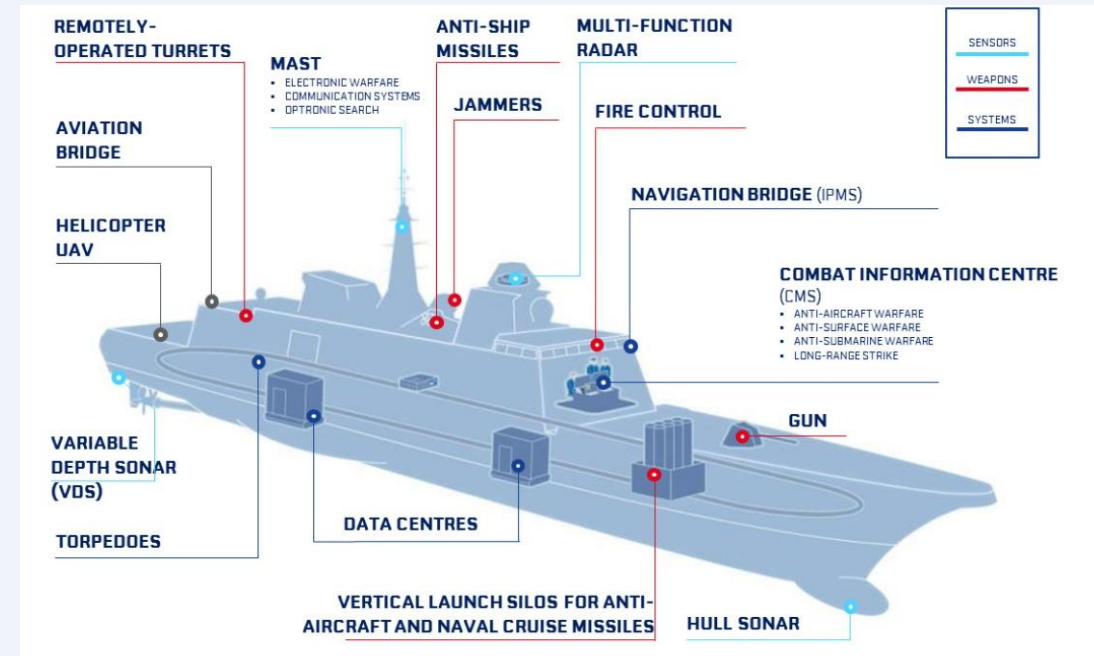 REMOTELY-
OPERATED TURRETS
MAST
▪ ELECTRONIC WARFARE
▪ COMMUNICATION SYSTEMS
▪ OPTRONIC SEARCH
ANTI-SHIP
MISSILES
JAMMERS
MULTI-FUNCTION
RADAR
FIRE CONTROL
SENSORS
WEAPONS
SYSTEMS
AVIATION
BRIDGE
HELICOPTER
UAV
NAVIGATION BRIDGE (IPMS)
COMBAT INFORMATION CENTRE
(CMS)
▪ ANTI-AIRCRAFT WARFARE
▪ ANTI-SURFACE WARFARE
▪ ANTI-SUBMARINE WARFARE
▪ LONG-RANGE STRIKE
GUN
VARIABLE
DEPTH SONAR
(VDS)
TORPEDOES
DATA CENTRES
VERTICAL LAUNCH SILOS FOR ANTI-
AIRCRAFT AND NAVAL CRUISE MISSILES
HULL SONAR